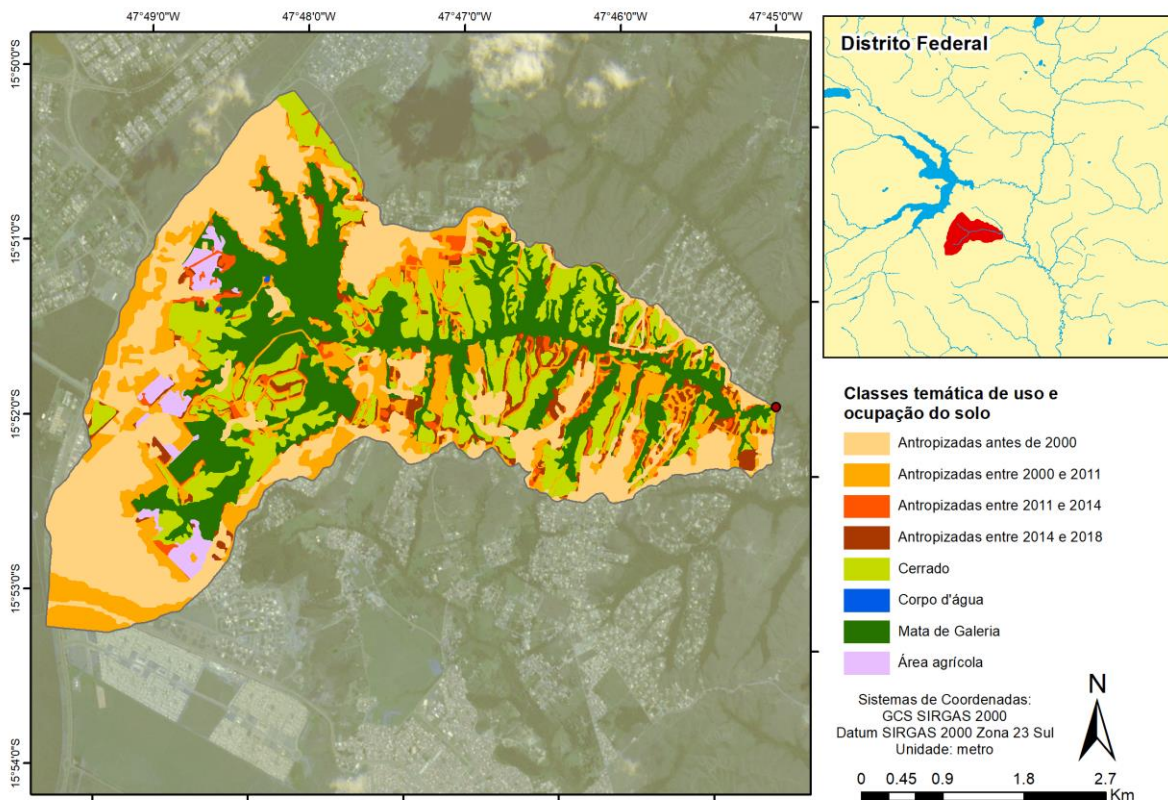 47°49'0"W 47°48'0"W 47°47'0"W 47°46'0"W 47°45'0"W
15°50'0"S
15°51'0"S
15°52'0"S
15°53'0"S
15°54'0"S
Distrito Federal
Classes temática de uso e
ocupação do solo
Antropizadas antes de 2000
Antropizadas entre 2000 e 2011
Antropizadas entre 2011 e 2014
Antropizadas entre 2014 e 2018
Cerrado
Corpo d'água
Mata de Galeria
Área agrícola
Sistemas de Coordenadas:
GCS SIRGAS 2000
Datum SIRGAS 2000 Zona 23 Sul
Unidade: metro
N
0 0.45 0.9 1.8 2.7
Km